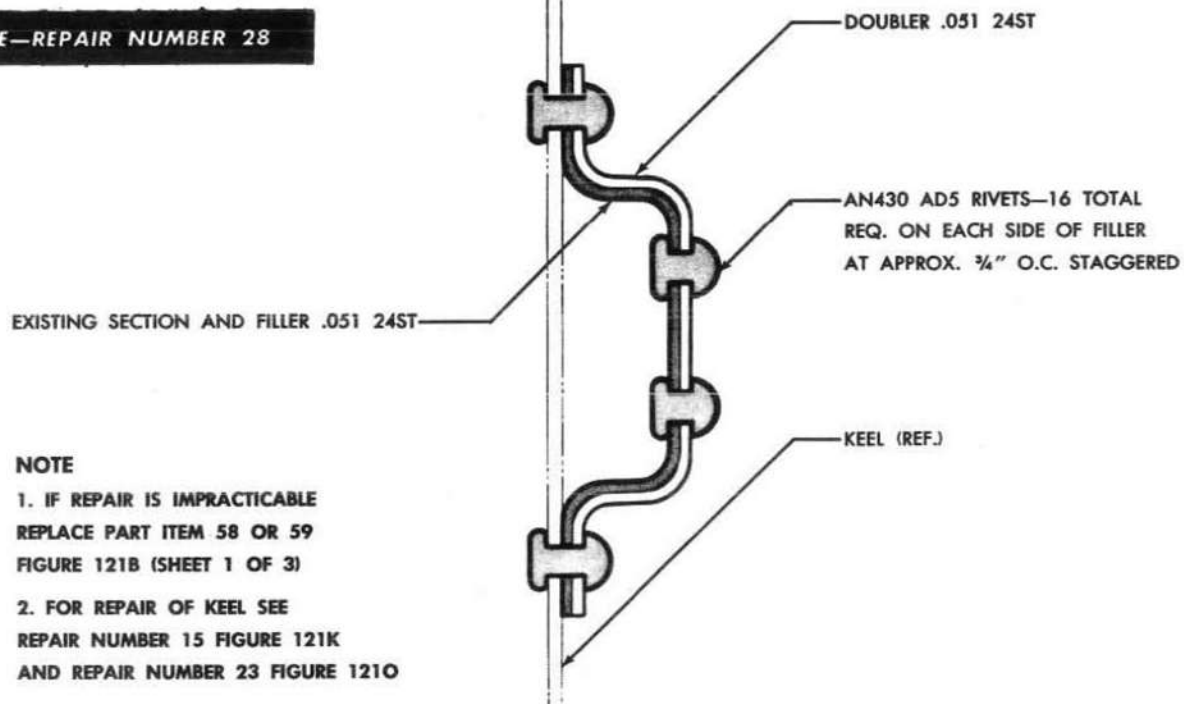 E—REPAIR NUMBER 28
DOUBLER .051 24ST
AN430 AD5 RIVETS—16 TOTAL
REQ. ON EACH SIDE OF FILLER
AT APPROX. ¾" O.C. STAGGERED
EXISTING SECTION AND FILLER .051 24ST
KEEL (REF.)
NOTE
1. IF REPAIR IS IMPRACTICABLE
REPLACE PART ITEM 58 OR 59
FIGURE 121B (SHEET 1 OF 3)
2. FOR REPAIR OF KEEL SEE
REPAIR NUMBER 15 FIGURE 121K
AND REPAIR NUMBER 23 FIGURE 121O